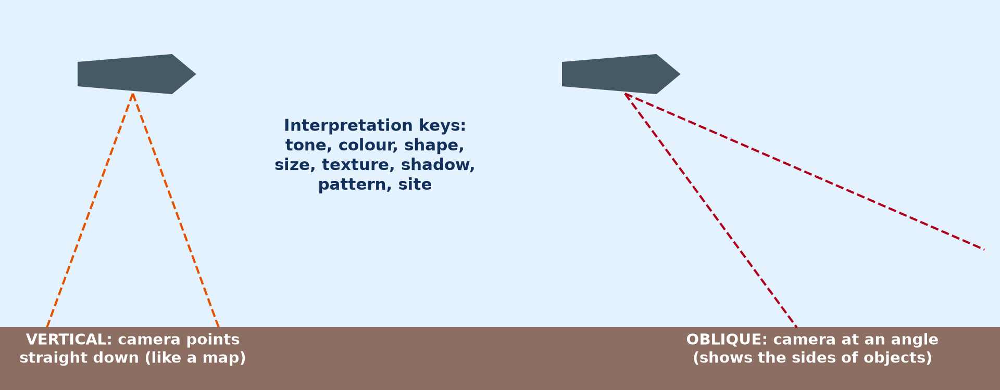 Interpretation keys:
tone, colour, shape,
size, texture, shadow,
pattern, site
VERTICAL: camera points
straight down (like a map)
OBLIQUE: camera at an angle
(shows the sides of objects)